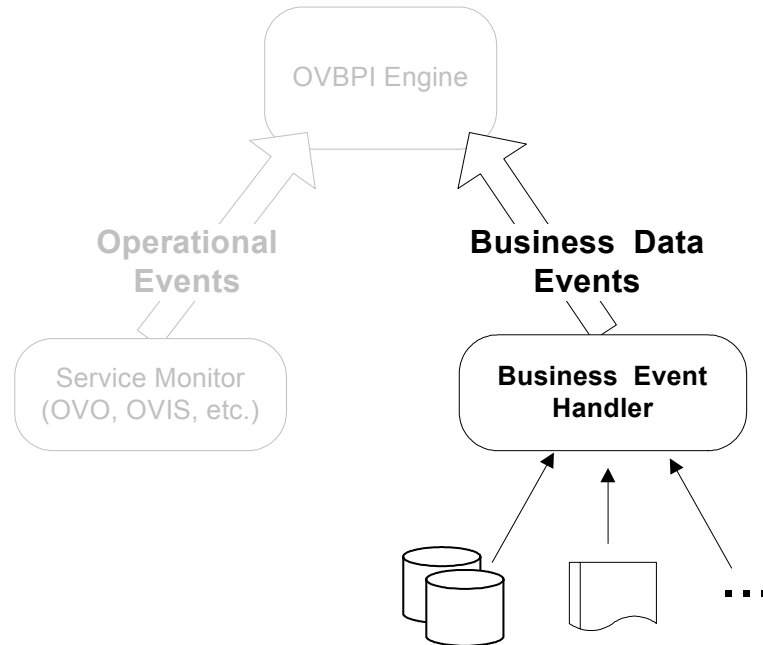 OVBPI Engine
Operational
Events
Business Data
Events
Service Monitor
(OVO, OVIS, etc.)
Business Event
Handler